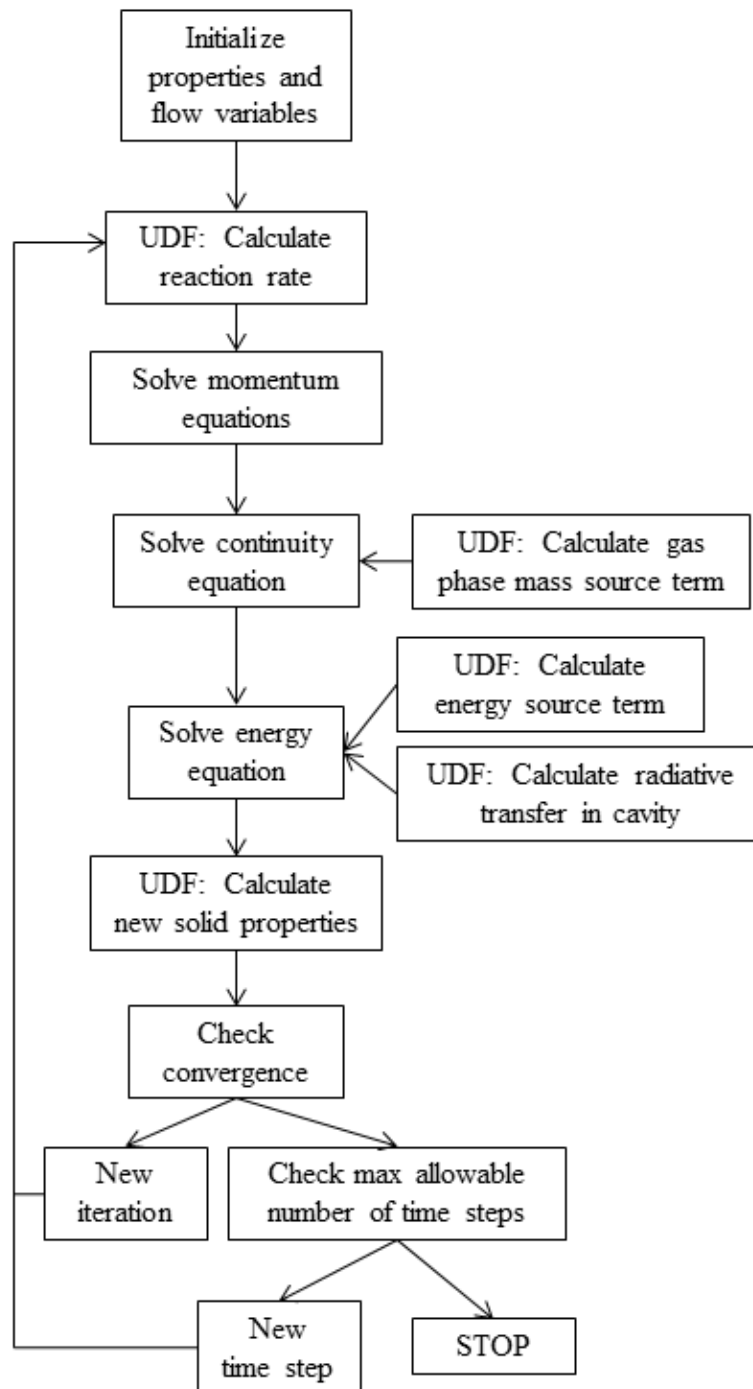 Initialize
properties and
flow variables
UDF: Calculate
reaction rate
Solve momentum
equations
Solve continuity
equation
UDF: Calculate gas
phase mass source term
UDF: Calculate
energy source term
Solve energy
equation
UDF: Calculate radiative
transfer in cavity
UDF: Calculate
new solid properties
Check
convergence
New
iteration
Check max allowable
number of time steps
New
time step
STOP